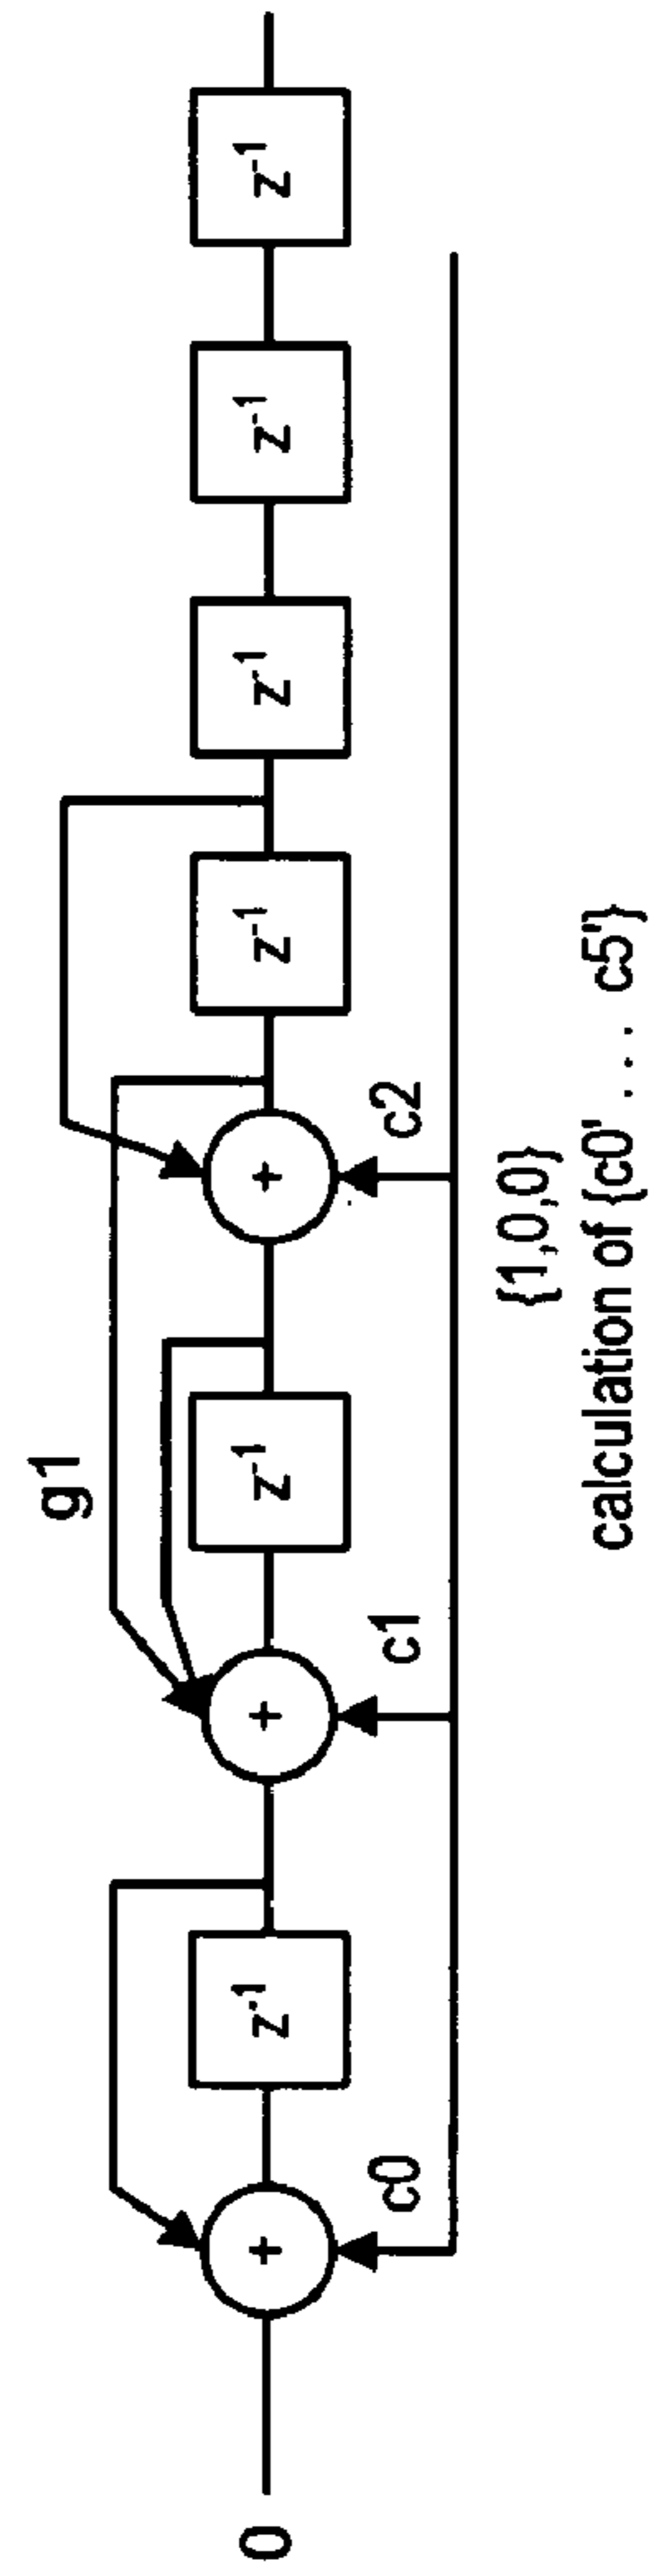 g1
0
+
z-1
+
z-1
+
z-1
z-1
z-1
z-1
c0
c1
c2
{1,0,0}
calculation of {c0' . . . c5'}